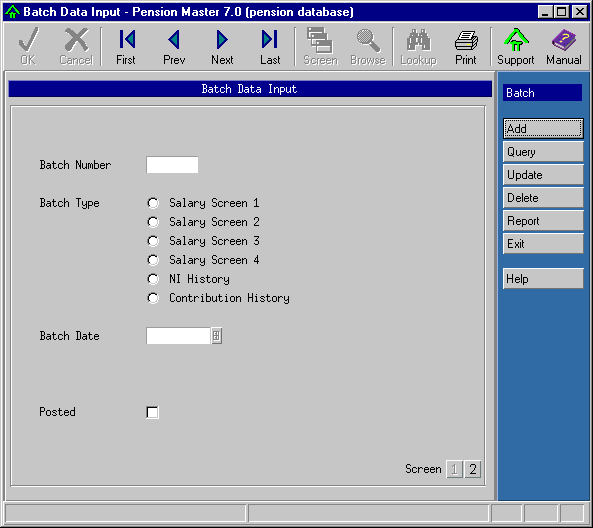 Batch Data Input - Pension Master 7.0 (pension database)
OK Cancel First Prev Next Last Screen Browse Lookup Print Support Manual
Batch Data Input
Batch
Add
Query
Update
Delete
Report
Exit
Help
Batch Number
Batch Type
Salary Screen 1
Salary Screen 2
Salary Screen 3
Salary Screen 4
NI History
Contribution History
Batch Date
Posted
Screen 1 2